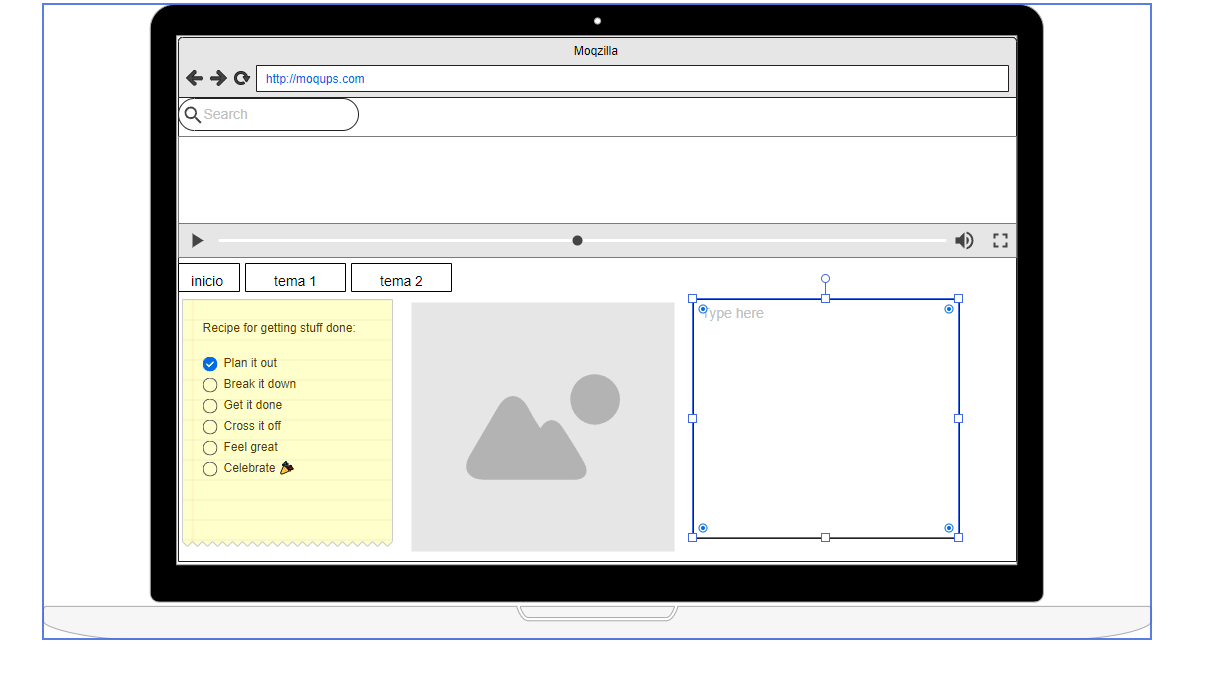 Moqzilla
http://moqups.com
Search
inicio
tema 1
tema 2
Recipe for getting stuff done:
Plan it out
Break it down
Get it done
Cross it off
Feel great
Celebrate 🎉
Type here